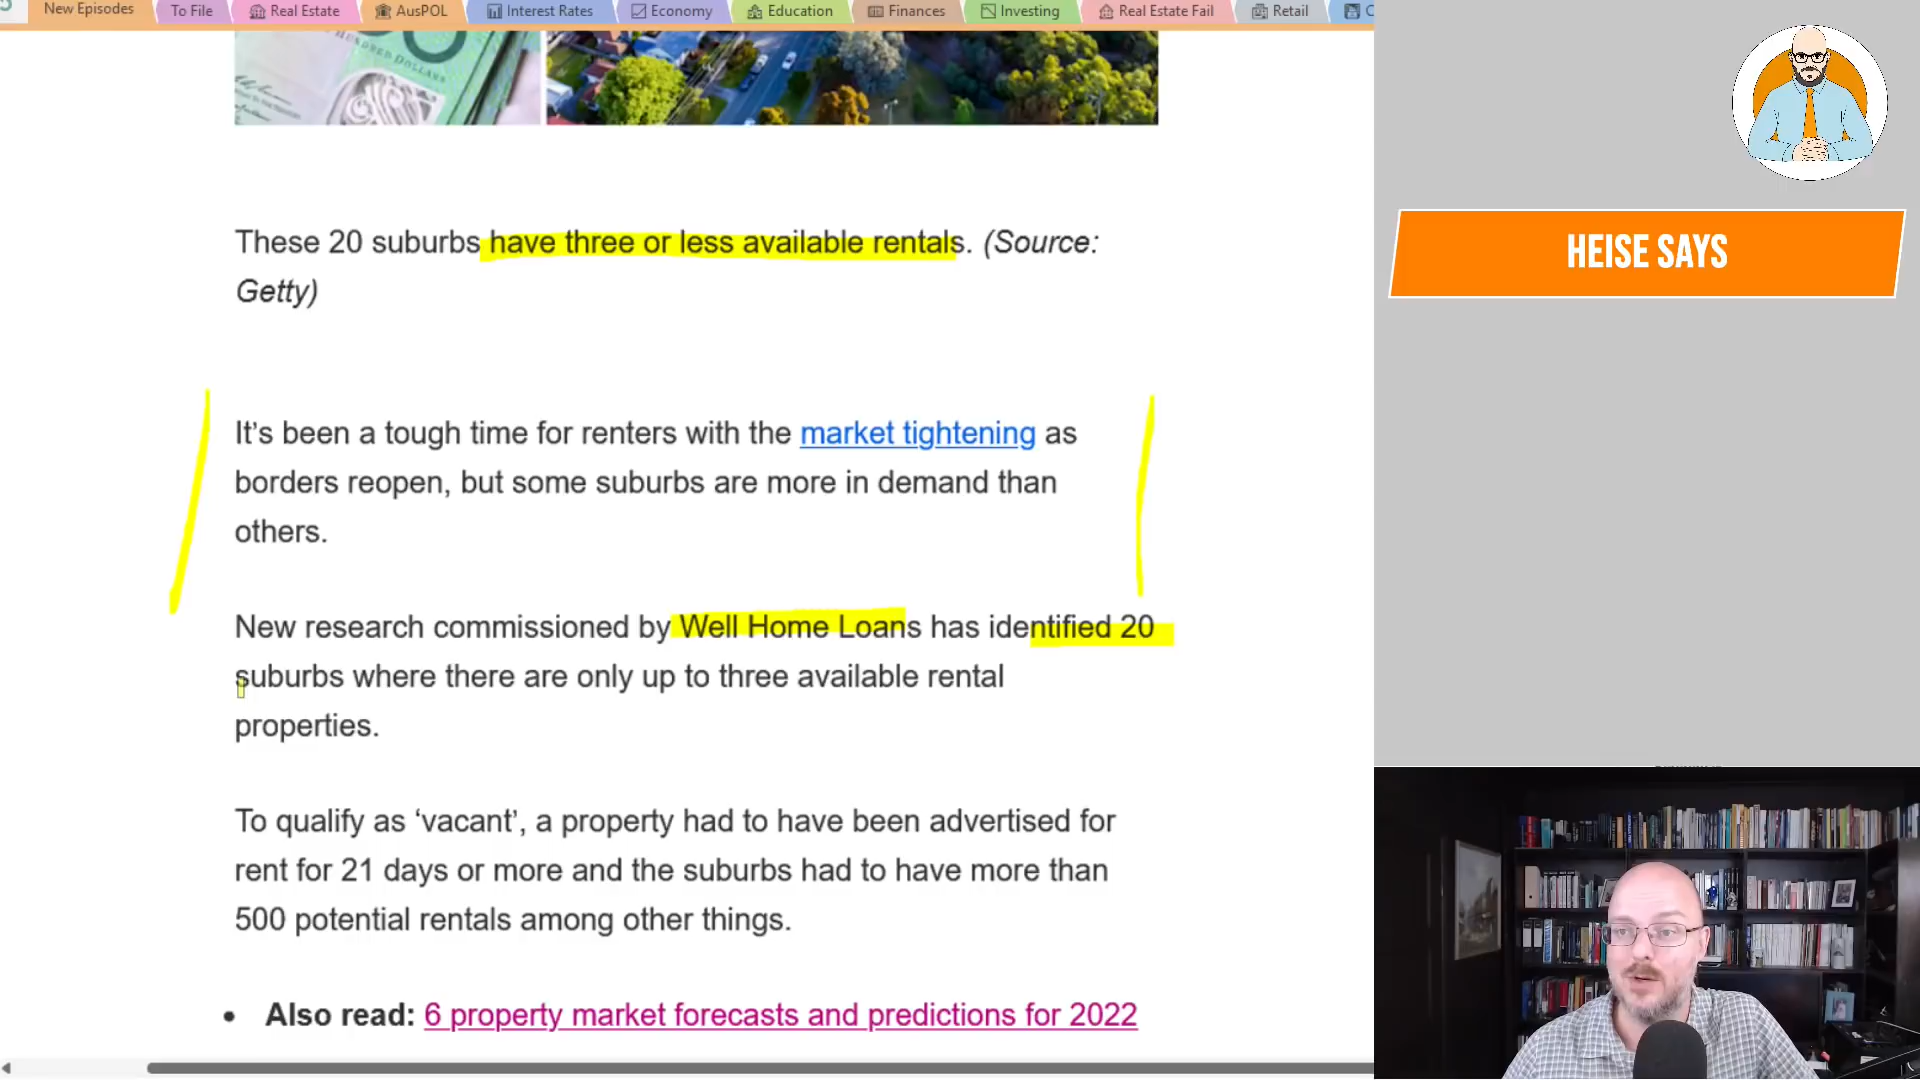 New Episodes
To File
Real Estate
AusPOL
Interest Rates
Economy
Education
Finances
Investing
Real Estate Fail
Retail
HUNDRED DOLLARS
HEISE SAYS
These 20 suburbs have three or less available rentals. (Source:
Getty)
It's been a tough time for renters with the market tightening as
borders reopen, but some suburbs are more in demand than
others.
New research commissioned by Well Home Loans has identified 20
suburbs where there are only up to three available rental
properties.
To qualify as ‘vacant’, a property had to have been advertised for
rent for 21 days or more and the suburbs had to have more than
500 potential rentals among other things.
• Also read: 6 property market forecasts and predictions for 2022